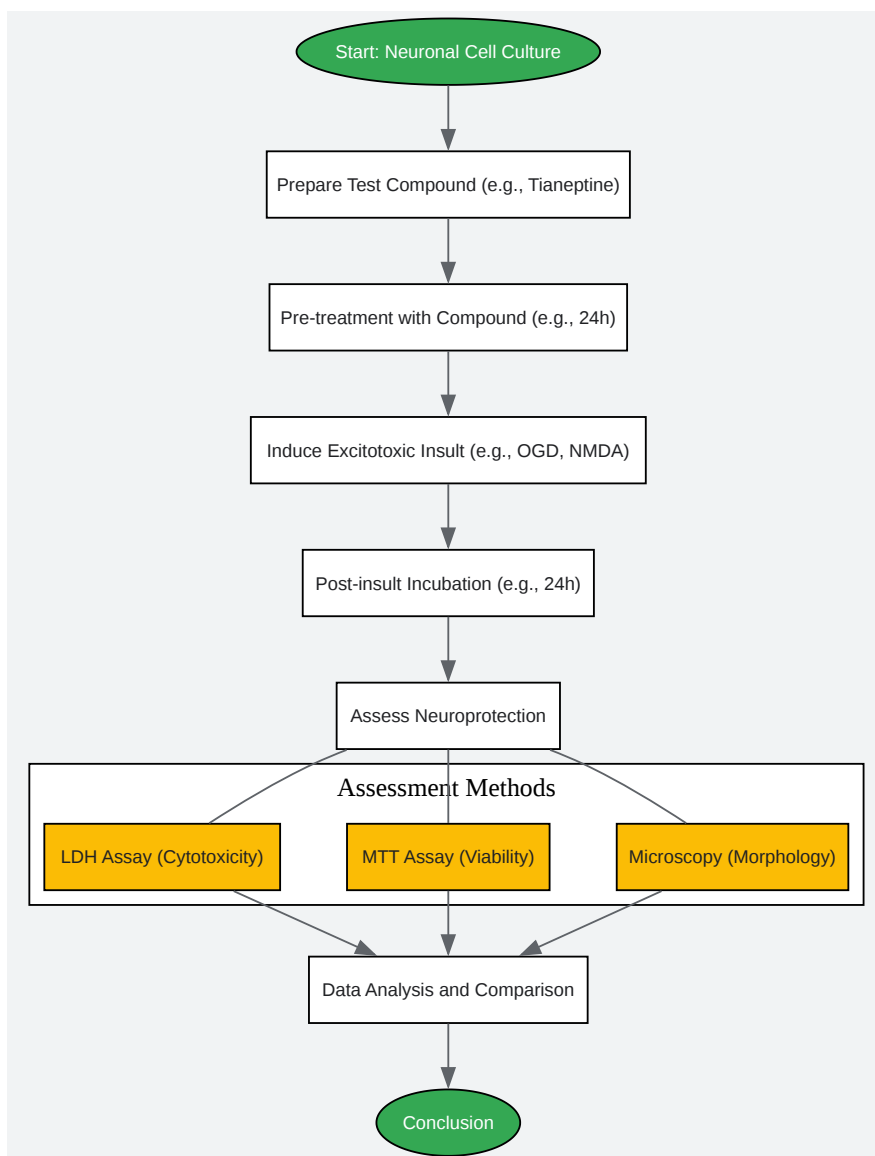 Start: Neuronal Cell Culture
Prepare Test Compound (e.g., Tianeptine)
Pre-treatment with Compound (e.g., 24h)
Induce Excitotoxic Insult (e.g., OGD, NMDA)
Post-insult Incubation (e.g., 24h)
Assess Neuroprotection
Assessment Methods
LDH Assay (Cytotoxicity)
MTT Assay (Viability)
Microscopy (Morphology)
Data Analysis and Comparison
Conclusion